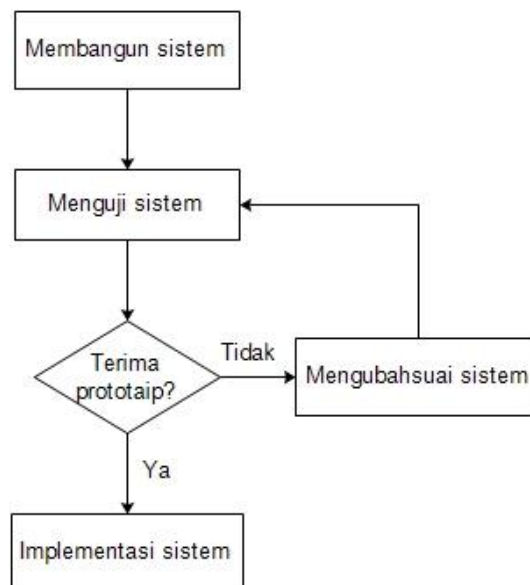 Membangun sistem
Menguji sistem
Terima
prototaip?
Tidak
Mengubahsuai sistem
Ya
Implementasi sistem